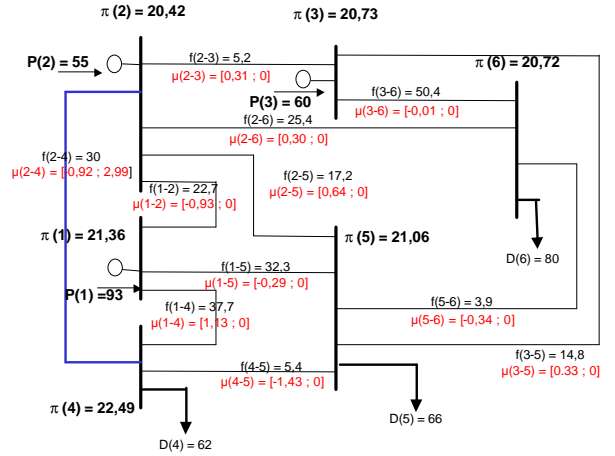 π (2) = 20,42
π (3) = 20,73
P(2) = 55
f(2-3) = 5,2
μ(2-3) = [0,31 ; 0]
π (6) = 20,72
P(3) = 60
f(3-6) = 50,4
μ(3-6) = [-0,01 ; 0]
f(2-6) = 25,4
μ(2-6) = [0,30 ; 0]
f(2-4) = 30
μ(2-4) = [-0,92 ; 2,99]
f(2-5) = 17,2
μ(2-5) = [0,64 ; 0]
f(1-2) = 22,7
μ(1-2) = [-0,93 ; 0]
π (1) = 21,36
π (5) = 21,06
D(6) = 80
f(1-5) = 32,3
μ(1-5) = [-0,29 ; 0]
P(1) =93
f(1-4) = 37,7
μ(1-4) = [1,13 ; 0]
f(5-6) = 3,9
μ(5-6) = [-0,34 ; 0]
f(3-5) = 14,8
μ(3-5) = [0.33 ; 0]
f(4-5) = 5,4
μ(4-5) = [-1,43 ; 0]
π (4) = 22,49
D(4) = 62
D(5) = 66